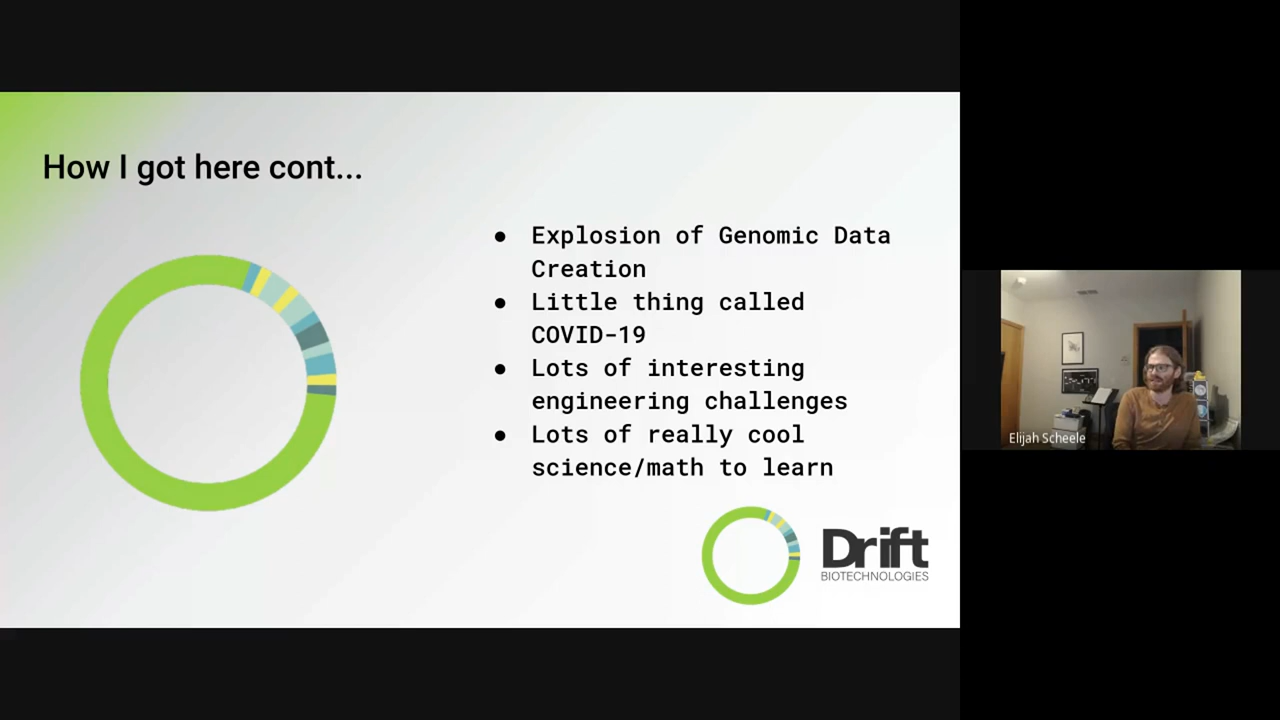 How I got here cont...
● Explosion of Genomic Data
Creation
● Little thing called
COVID-19
● Lots of interesting
engineering challenges
● Lots of really cool
science/math to learn
Drift
BIOTECHNOLOGIES
Elijah Scheele